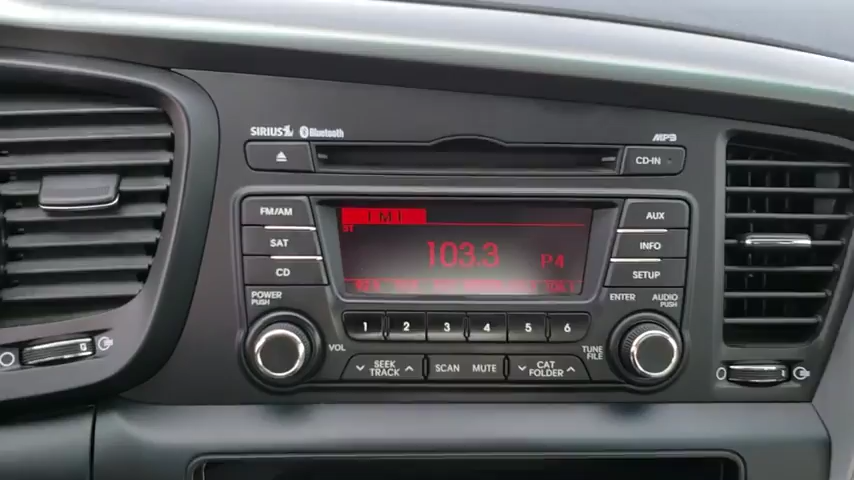 SIRIUS Bluetooth
MP3
CD-IN
FM/AM
AUX
ST
103.3
P4
SAT
INFO
CD
SETUP
POWER
PUSH
ENTER
AUDIO
PUSH
1 2 3 4 5 6
VOL
TUNE
FILE
SEEK
TRACK
SCAN
MUTE
CAT
FOLDER